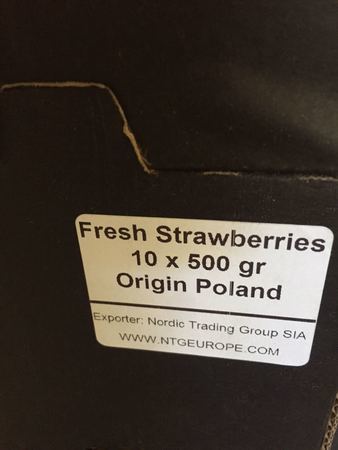 Fresh Strawberries
10 x 500 gr
Origin Poland
Exporter: Nordic Trading Group SIA
WWW.NTGEUROPE.COM